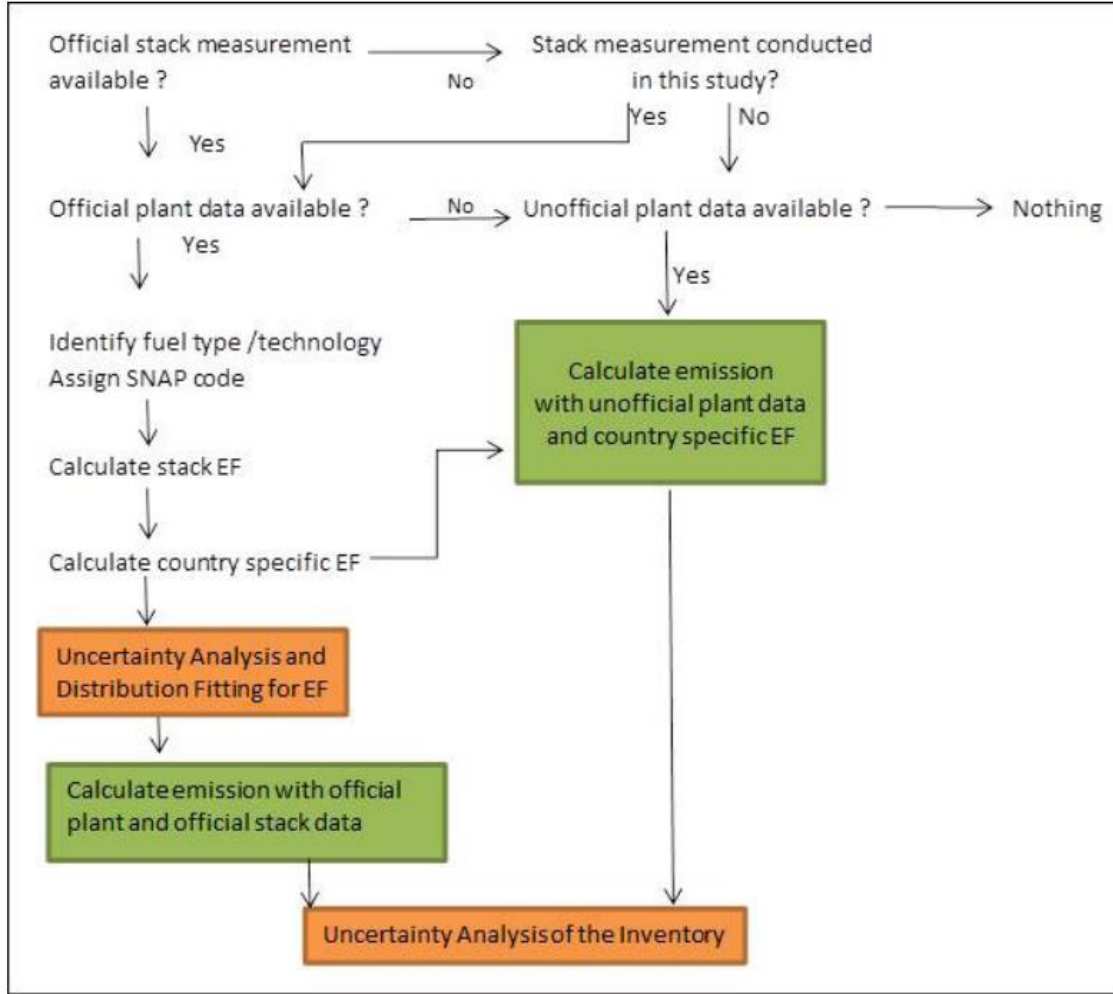 Official stack measurement
available ?
No
Stack measurement conducted
in this study?
Yes
Yes
No
Official plant data available ?
No
Unofficial plant data available ?
Nothing
Yes
Yes
Identify fuel type /technology
Assign SNAP code
Calculate emission
with unofficial plant data
and country specific EF
Calculate stack EF
Calculate country specific EF
Uncertainty Analysis and
Distribution Fitting for EF
Calculate emission with official
plant and official stack data
Uncertainty Analysis of the Inventory